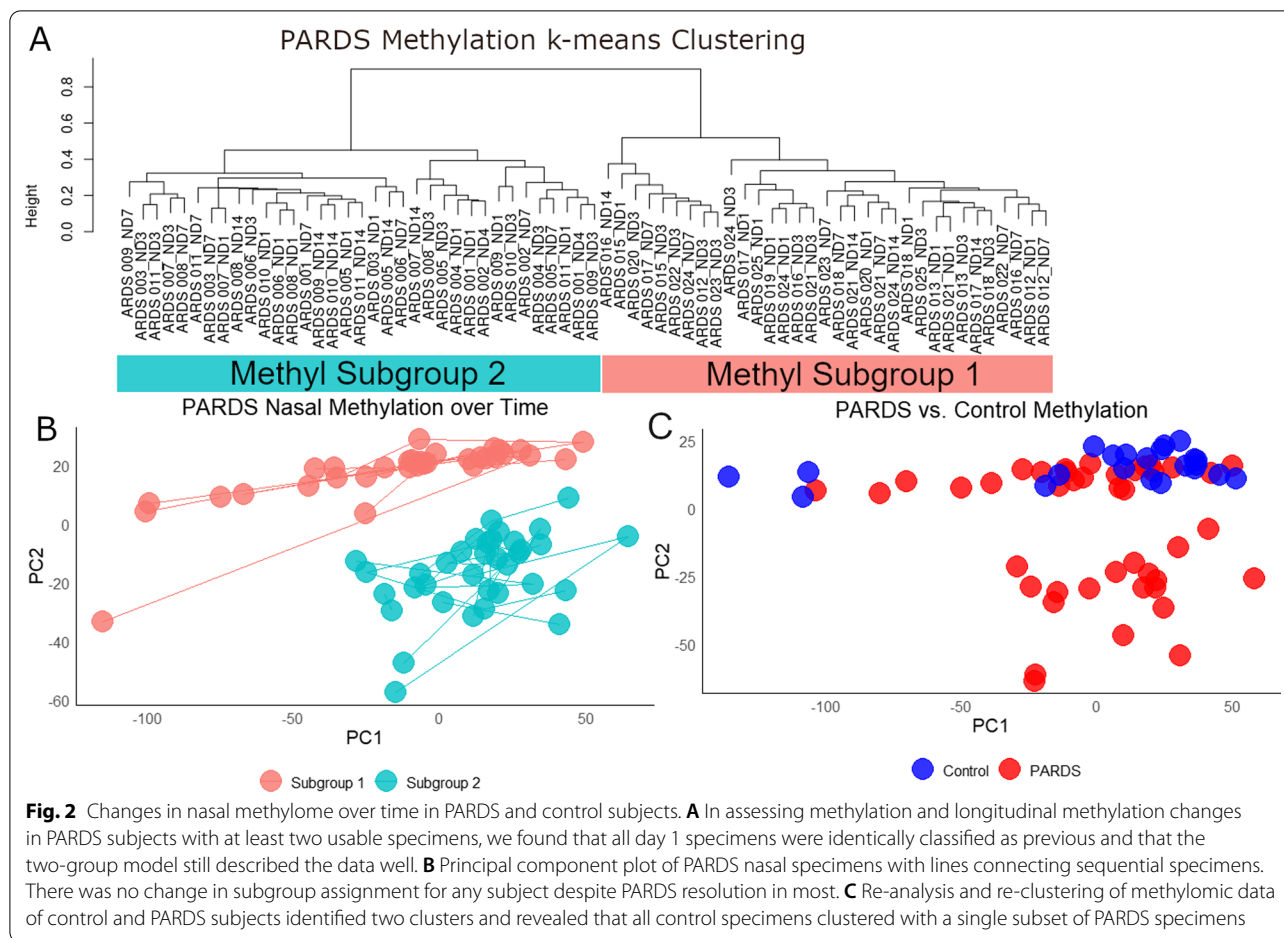 A
PARDS Methylation k-means Clustering
Height
0.8
0.6
0.4
0.2
0.0
ARDS 009_ND7
ARDS 003_ND3
ARDS 011_ND3
ARDS 007_ND3
ARDS 008_ND7
ARDS 011_ND7
ARDS 003_ND7
ARDS 007_ND1
ARDS 008_ND14
ARDS 006_ND3
ARDS 010_ND1
ARDS 006_ND1
ARDS 008_ND1
ARDS 001_ND7
ARDS 009_ND14
ARDS 010_ND14
ARDS 005_ND1
ARDS 011_ND14
ARDS 003_ND1
ARDS 005_ND14
ARDS 006_ND7
ARDS 007_ND14
ARDS 008_ND3
ARDS 005_ND3
ARDS 004_ND1
ARDS 001_ND1
ARDS 002_ND4
ARDS 009_ND1
ARDS 010_ND3
ARDS 002_ND7
ARDS 004_ND3
ARDS 005_ND7
ARDS 011_ND1
ARDS 001_ND4
ARDS 009_ND3
ARDS 016_ND14
ARDS 015_ND1
ARDS 020_ND3
ARDS 017_ND7
ARDS 015_ND3
ARDS 022_ND3
ARDS 024_ND7
ARDS 012_ND3
ARDS 023_ND3
ARDS 024_ND3
ARDS 017_ND1
ARDS 025_ND1
ARDS 019_ND1
ARDS 024_ND1
ARDS 016_ND3
ARDS 021_ND3
ARDS 023_ND7
ARDS 018_ND7
ARDS 021_ND14
ARDS 020_ND1
ARDS 021_ND7
ARDS 024_ND14
ARDS 018_ND1
ARDS 025_ND3
ARDS 013_ND1
ARDS 021_ND1
ARDS 013_ND3
ARDS 017_ND14
ARDS 018_ND3
ARDS 022_ND7
ARDS 016_ND7
ARDS 012_ND1
ARDS 012_ND7
Methyl Subgroup 2
Methyl Subgroup 1
B
PARDS Nasal Methylation over Time
PC2
20
0
-20
-40
-60
-100
-50
0
50
PC1
Subgroup 1
Subgroup 2
C
PARDS vs. Control Methylation
PC2
25
0
-25
-50
-100
-50
0
50
PC1
Control
PARDS
Fig. 2 Changes in nasal methylome over time in PARDS and control subjects. A In assessing methylation and longitudinal methylation changes
in PARDS subjects with at least two usable specimens, we found that all day 1 specimens were identically classified as previous and that the
two-group model still described the data well. B Principal component plot of PARDS nasal specimens with lines connecting sequential specimens.
There was no change in subgroup assignment for any subject despite PARDS resolution in most. C Re-analysis and re-clustering of methylomic data
of control and PARDS subjects identified two clusters and revealed that all control specimens clustered with a single subset of PARDS specimens